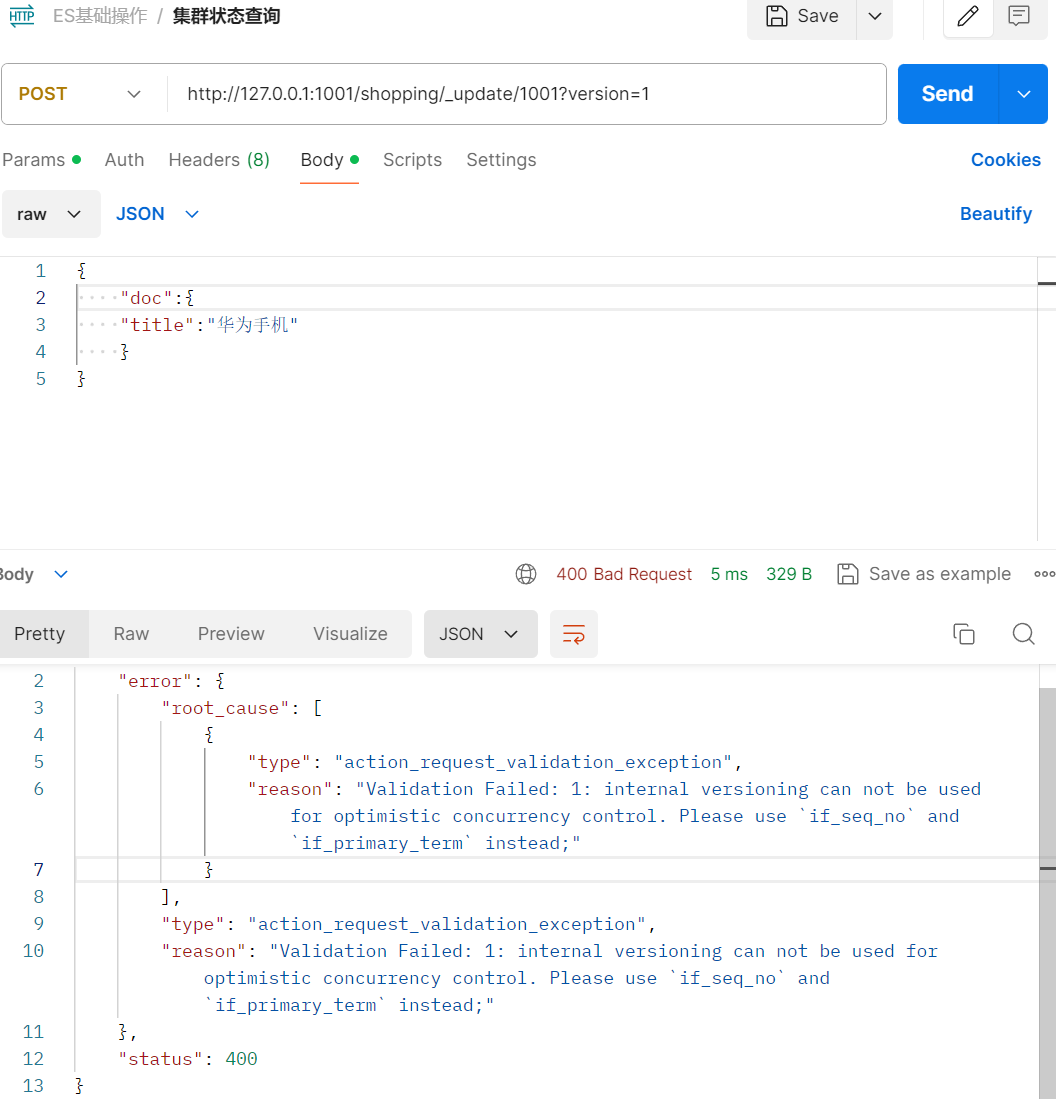 HTTP ES基础操作 / 集群状态查询 Save
POST http://127.0.0.1:1001/shopping/_update/1001?version=1 Send
Params Auth Headers (8) Body Scripts Settings Cookies
raw JSON Beautify
1 {
2 ····"doc":{
3 ····"title":"华为手机"
4 ····}
5 }
Body 400 Bad Request 5 ms 329 B Save as example
Pretty Raw Preview Visualize JSON
2 "error": {
3 "root_cause": [
4 {
5 "type": "action_request_validation_exception",
6 "reason": "Validation Failed: 1: internal versioning can not be used
for optimistic concurrency control. Please use `if_seq_no` and
`if_primary_term` instead;"
7 }
8 ],
9 "type": "action_request_validation_exception",
10 "reason": "Validation Failed: 1: internal versioning can not be used for
optimistic concurrency control. Please use `if_seq_no` and
`if_primary_term` instead;"
11 },
12 "status": 400
13 }